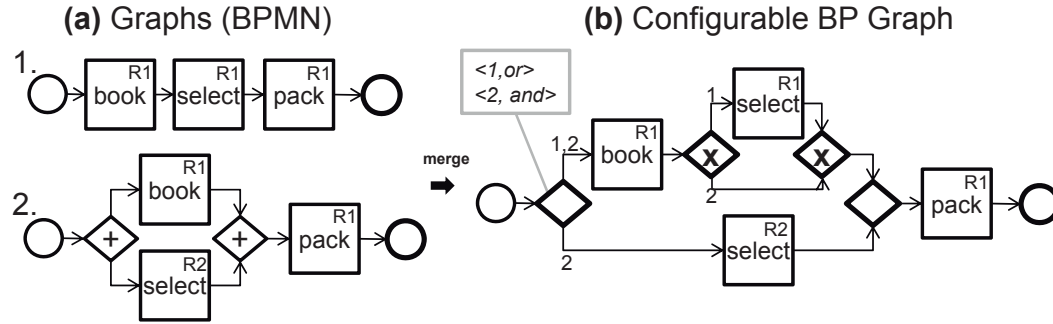 (a) Graphs (BPMN)
1.
R1
book
R1
select
R1
pack
2.
R1
book
+
+
R2
select
R1
pack
merge
(b) Configurable BP Graph
<1,or>
<2, and>
1,2
R1
book
x
1
R1
select
x
2
2
R2
select
R1
pack